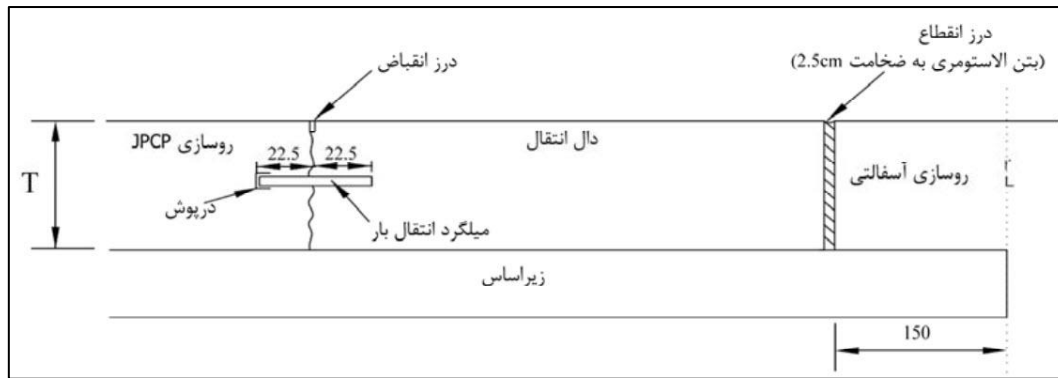 درز انقطاع
(بتن الاستومری به ضخامت 2.5cm)
درز انقباض
روسازی JPCP
22.5
22.5
دال انتقال
روسازی آسفالتی
T
درپوش
میلگرد انتقال بار
زیراساس
150